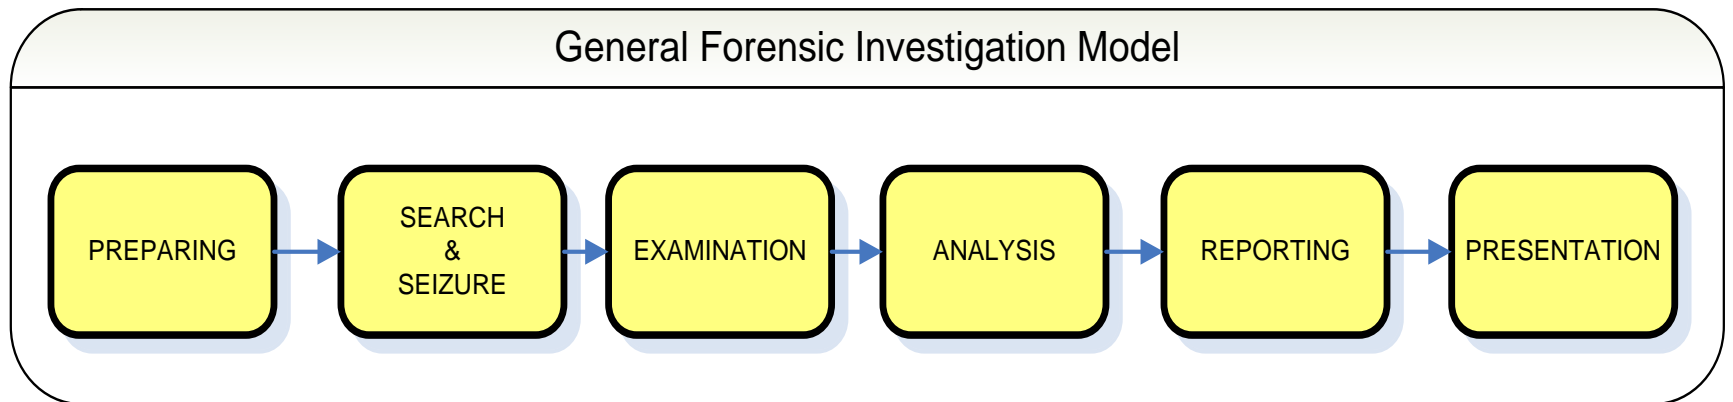 General Forensic Investigation Model
PREPARING
SEARCH
&
SEIZURE
EXAMINATION
ANALYSIS
REPORTING
PRESENTATION